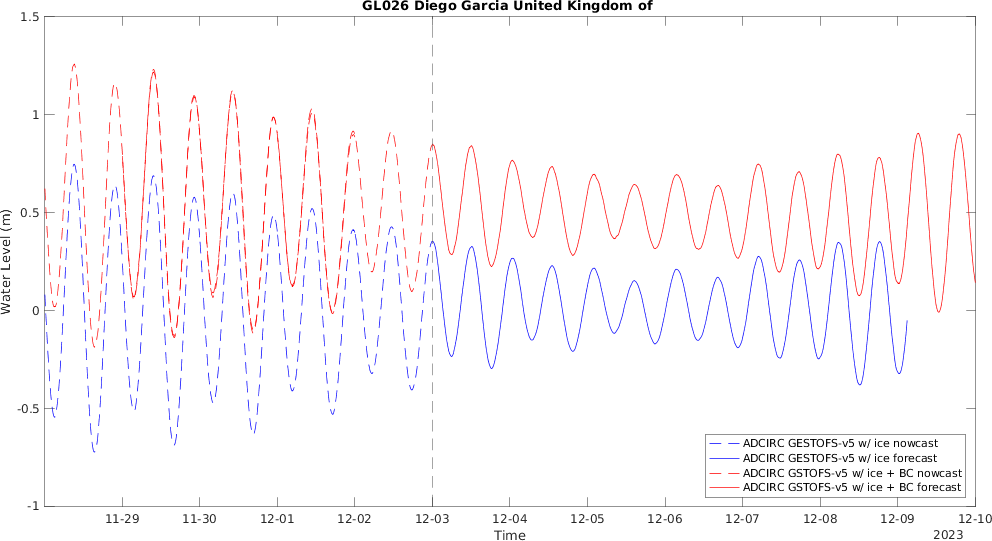 GL026 Diego Garcia United Kingdom of
1.5
1
0.5
0
-0.5
-1
Water Level (m)
11-29
11-30
12-01
12-02
12-03
12-04
12-05
12-06
12-07
12-08
12-09
12-10
Time
2023
ADCIRC GESTOFS-v5 w/ ice nowcast
ADCIRC GESTOFS-v5 w/ ice forecast
ADCIRC GSTOFS-v5 w/ ice + BC nowcast
ADCIRC GSTOFS-v5 w/ ice + BC forecast